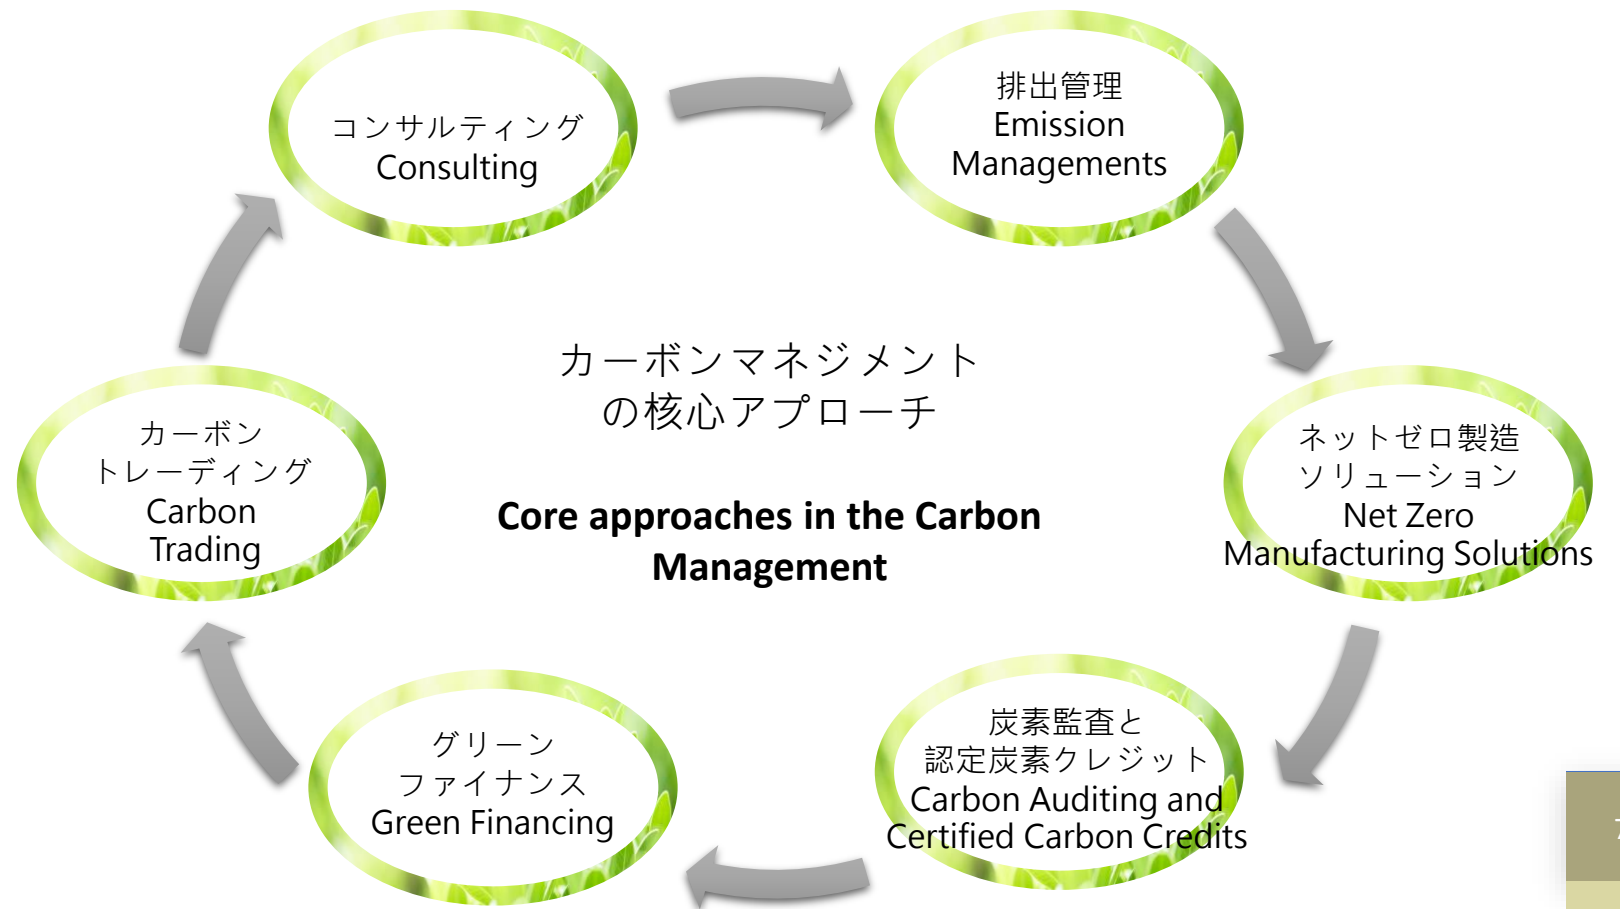 コンサルティング
Consulting
排出管理
Emission
Managements
カーボンマネジメント
の核心アプローチ
Core approaches in the Carbon
Management
カーボン
トレーディング
Carbon
Trading
ネットゼロ製造
ソリューション
Net Zero
Manufacturing Solutions
グリーン
ファイナンス
Green Financing
炭素監査と
認定炭素クレジット
Carbon Auditing and
Certified Carbon Credits